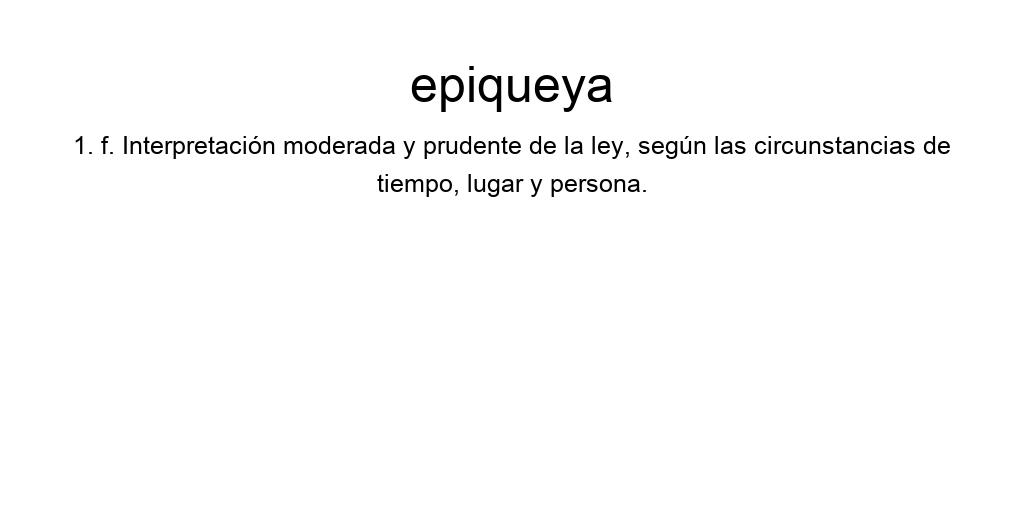 epiqueya
1. f. Interpretación moderada y prudente de la ley, según las circunstancias de
tiempo, lugar y persona.